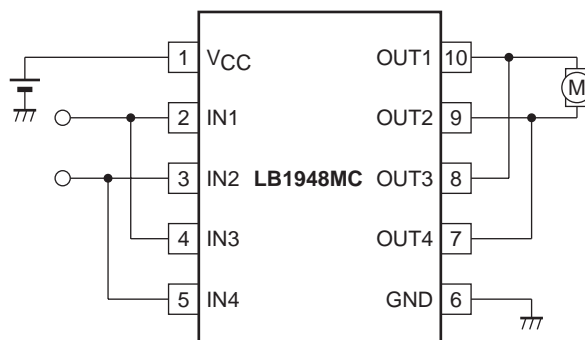 1 VCC OUT1 10
M
2 IN1 OUT2 9
3 IN2 LB1948MC OUT3 8
4 IN3 OUT4 7
5 IN4 GND 6